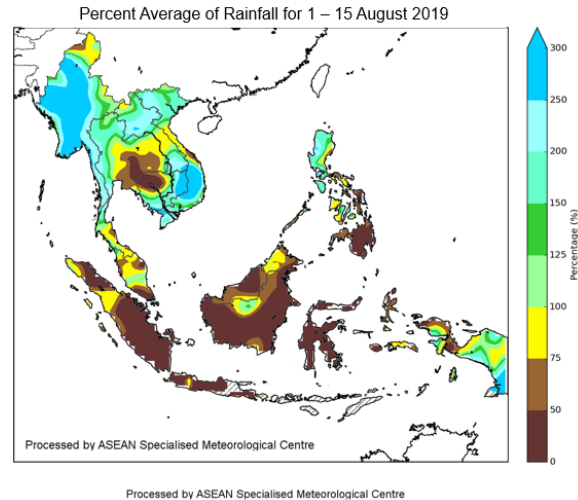 Percent Average of Rainfall for 1 – 15 August 2019
300
250
200
150
125
100
75
50
0
Percentage (%)
Processed by ASEAN Specialised Meteorological Centre
Processed by ASEAN Specialised Meteorological Centre